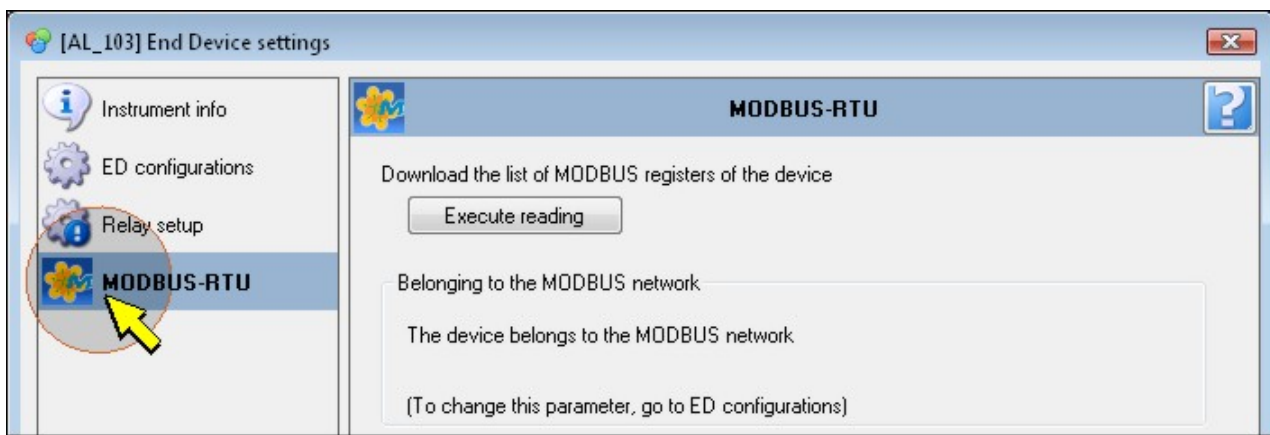 [AL_103] End Device settings
Instrument info
ED configurations
Relay setup
MODBUS-RTU
MODBUS-RTU
Download the list of MODBUS registers of the device
Execute reading
Belonging to the MODBUS network
The device belongs to the MODBUS network
(To change this parameter, go to ED configurations)